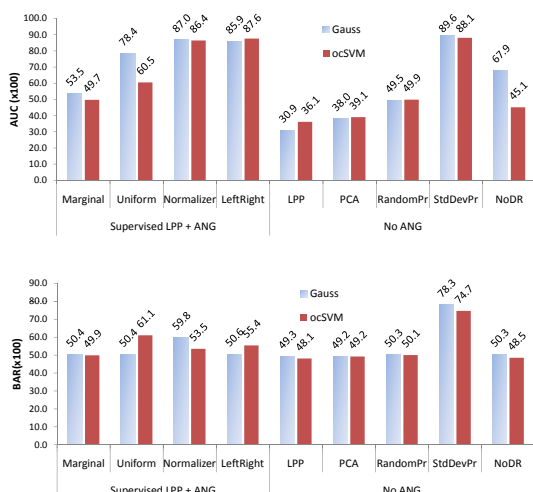 AUC (x100)
100.0
90.0
80.0
70.0
60.0
50.0
40.0
30.0
20.0
10.0
0.0
Gauss
ocSVM
53.5 49.7 78.4 60.5 87.0 86.4 85.9 87.6 30.9 36.1 38.0 39.1 49.5 49.9 89.6 88.1 67.9 45.1
Marginal Uniform Normalizer LeftRight LPP PCA RandomPr StdDevPr NoDR
Supervised LPP + ANG No ANG
BAR(x100)
90.0
80.0
70.0
60.0
50.0
40.0
30.0
20.0
10.0
0.0
Gauss
ocSVM
50.4 49.9 50.4 61.1 59.8 53.5 50.6 55.4 49.3 48.1 49.2 49.2 50.3 50.1 78.3 74.7 50.3 48.5
Marginal Uniform Normalizer LeftRight LPP PCA RandomPr StdDevPr NoDR
Supervised LPP + ANG No ANG